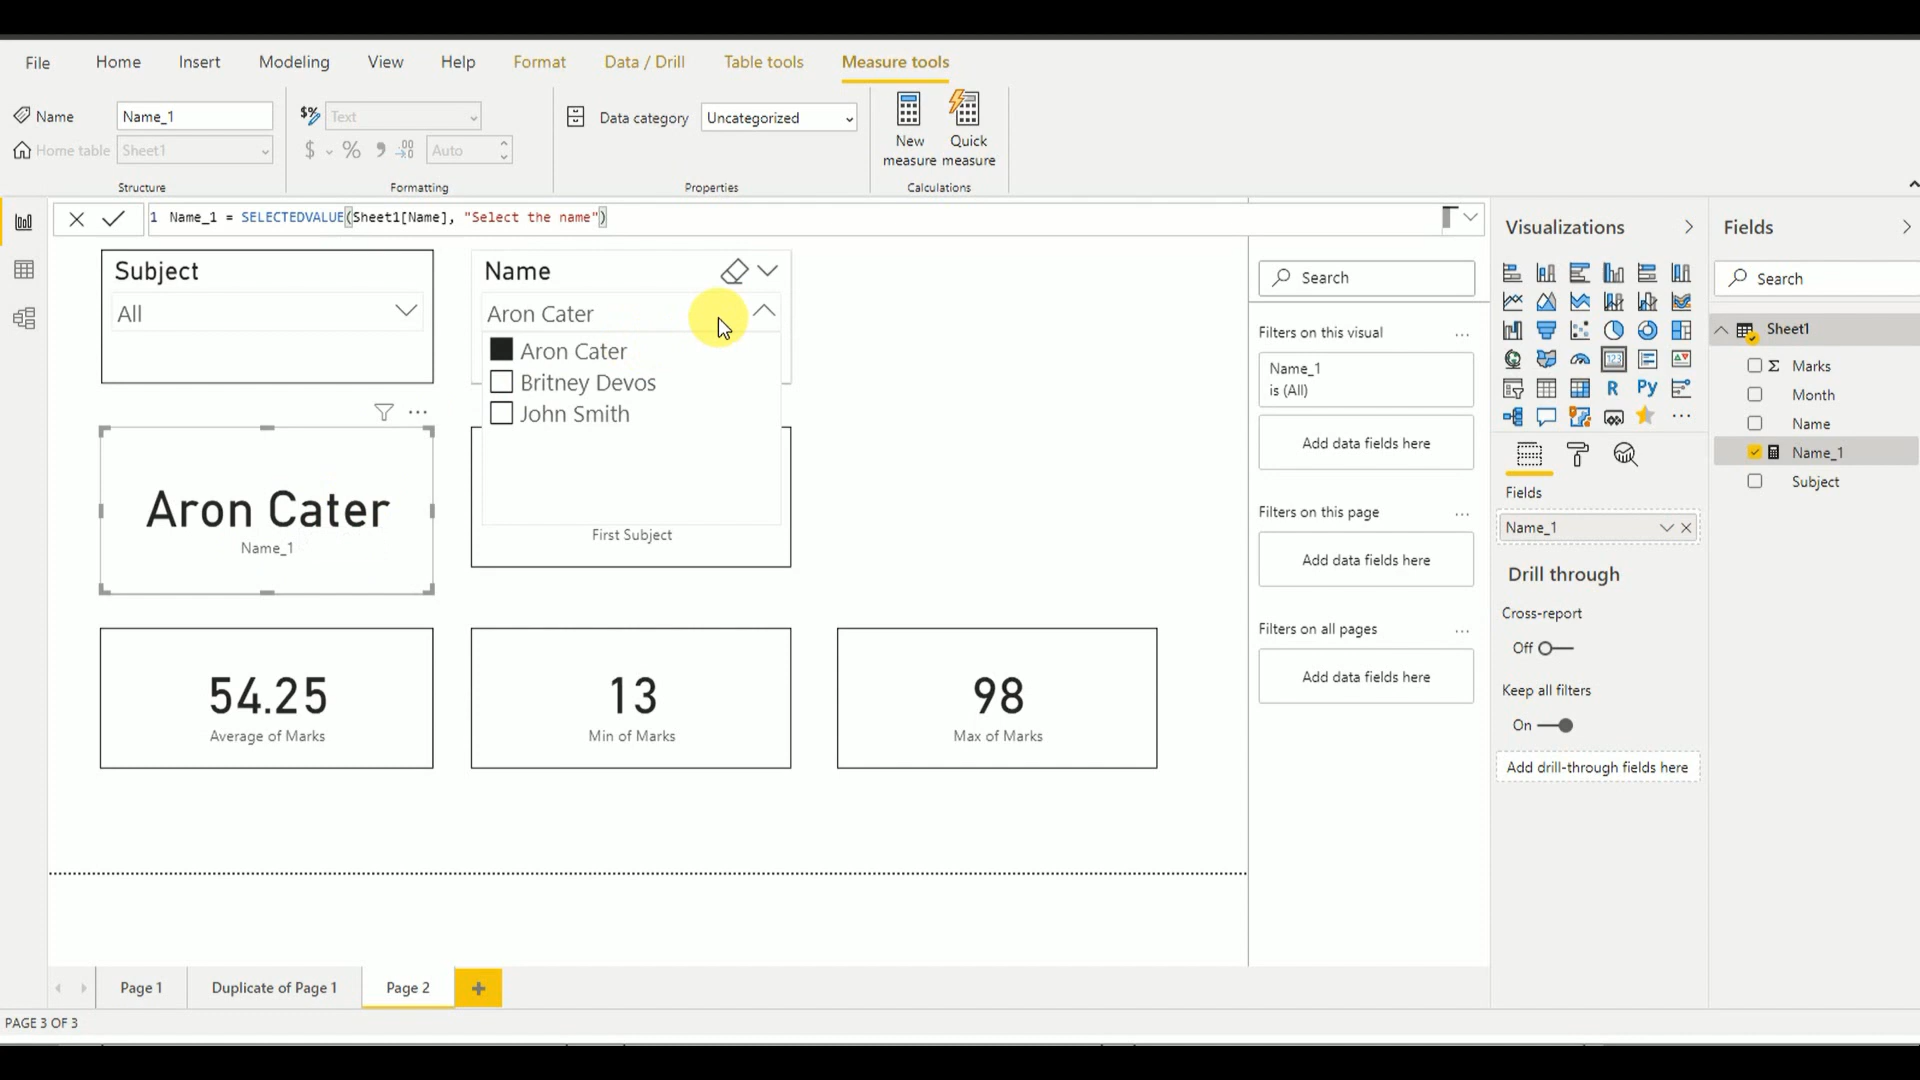 File Home Insert Modeling View Help Format Data / Drill Table tools Measure tools
Name Name_1
Home table Sheet1
Structure
Text
$ % 9 .00 Auto
Formatting
Data category Uncategorized
Properties
New measure
Quick measure
Calculations
1 Name_1 = SELECTEDVALUE(Sheet1[Name], "Select the name")
Subject
All
Name
Aron Cater
Aron Cater
Britney Devos
John Smith
Aron Cater
Name_1
First Subject
54.25
Average of Marks
13
Min of Marks
98
Max of Marks
Search
Filters on this visual ...
Name_1
is (All)
Add data fields here
Filters on this page ...
Add data fields here
Filters on all pages ...
Add data fields here
Visualizations
123
R Py
...
Fields
Name_1
Drill through
Cross-report
Off
Keep all filters
On
Add drill-through fields here
Fields
Search
Sheet1
Σ Marks
Month
Name
Name_1
Subject
Page 1 Duplicate of Page 1 Page 2 +
PAGE 3 OF 3